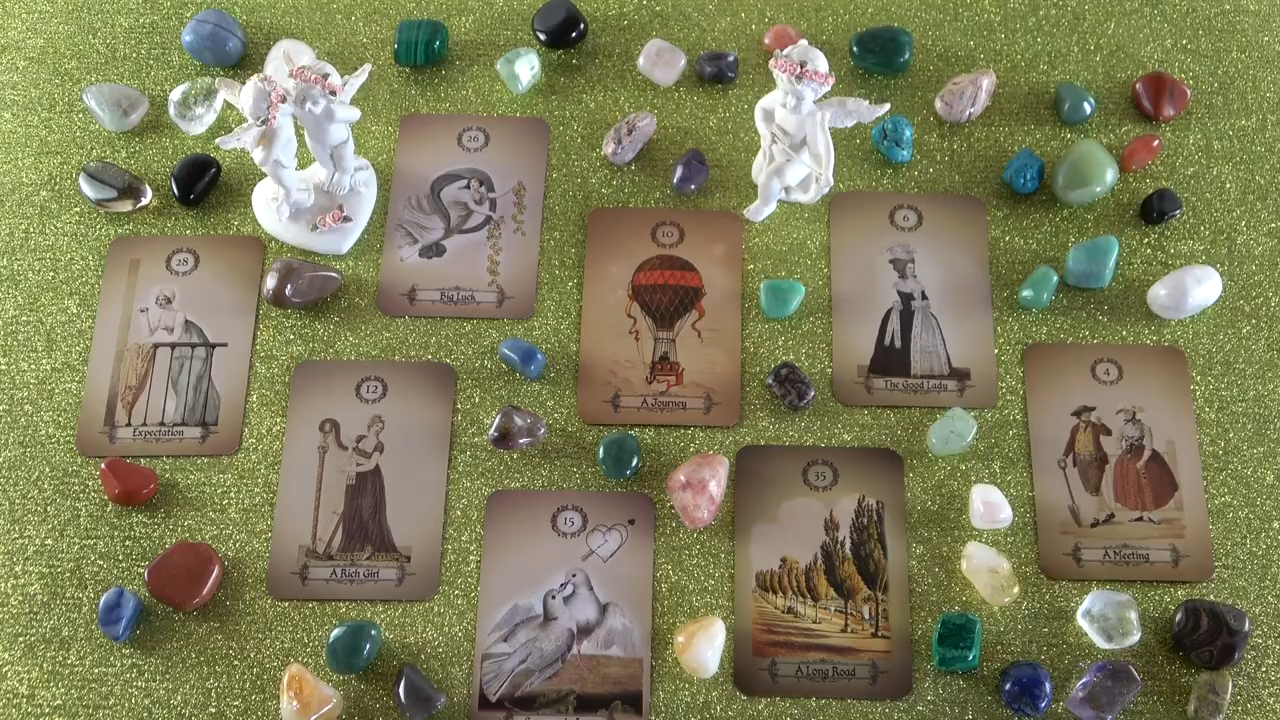 26
Big Luck
10
A Journey
6
The Good Lady
28
Expectation
12
A Rich Girl
4
A Meeting
15
35
A Long Road